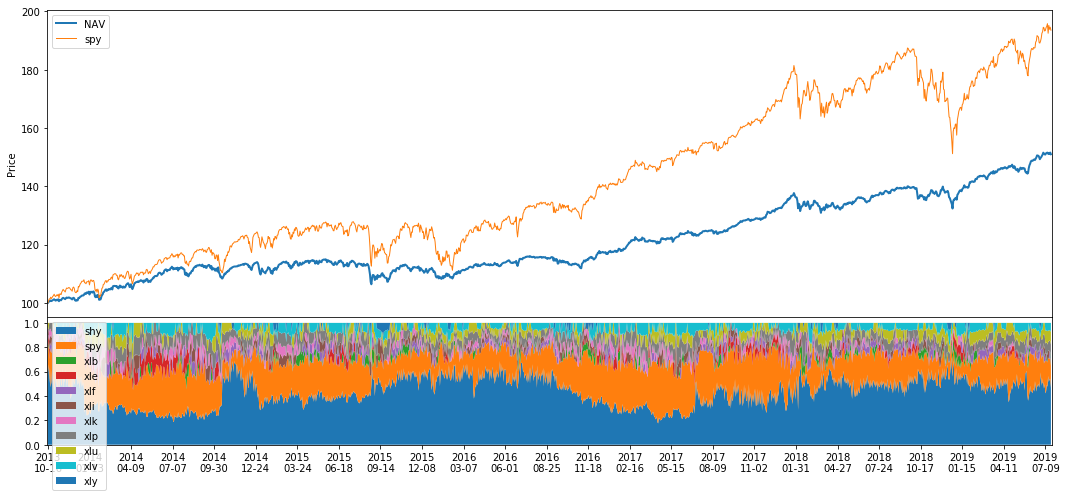 200
180
160
140
120
100
Price
NAV
spy
1.0
0.8
0.6
0.4
0.2
0.0
shy
spy
xlb
xle
xlf
xli
xlk
xlp
xlu
xlv
xly
2014 2014 2014 2014 2015 2015 2015 2015 2016 2016 2016 2016 2017 2017 2017 2017 2018 2018 2018 2018 2019 2019 2019
04-09 07-07 09-30 12-24 03-24 06-18 09-14 12-08 03-07 06-01 08-25 11-18 02-16 05-15 08-09 11-02 01-31 04-27 07-24 10-17 01-15 04-11 07-09